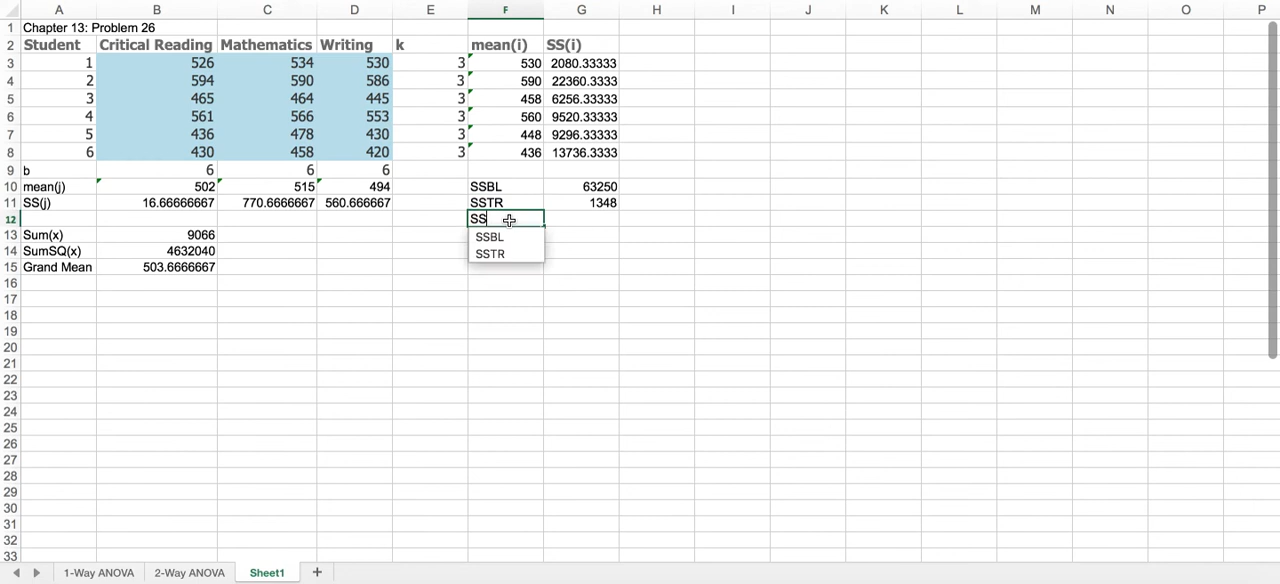 A B C D E F G H I J K L M N O P
1 Chapter 13: Problem 26
2 Student Critical Reading Mathematics Writing k mean(i) SS(i)
3 1 526 534 530 3 530 2080.33333
4 2 594 590 586 3 590 22360.3333
5 3 465 464 445 3 458 6256.33333
6 4 561 566 553 3 560 9520.33333
7 5 436 478 430 3 448 9296.33333
8 6 430 458 420 3 436 13736.3333
9 b 6 6 6
10 mean(j) 502 515 494 SSBL 63250
11 SS(j) 16.66666667 770.6666667 560.666667 SSTR 1348
12 SS
13 Sum(x) 9066 SSBL
14 SumSQ(x) 4632040 SSTR
15 Grand Mean 503.6666667
16
17
18
19
20
21
22
23
24
25
26
27
28
29
30
31
32
33
1-Way ANOVA 2-Way ANOVA Sheet1 +